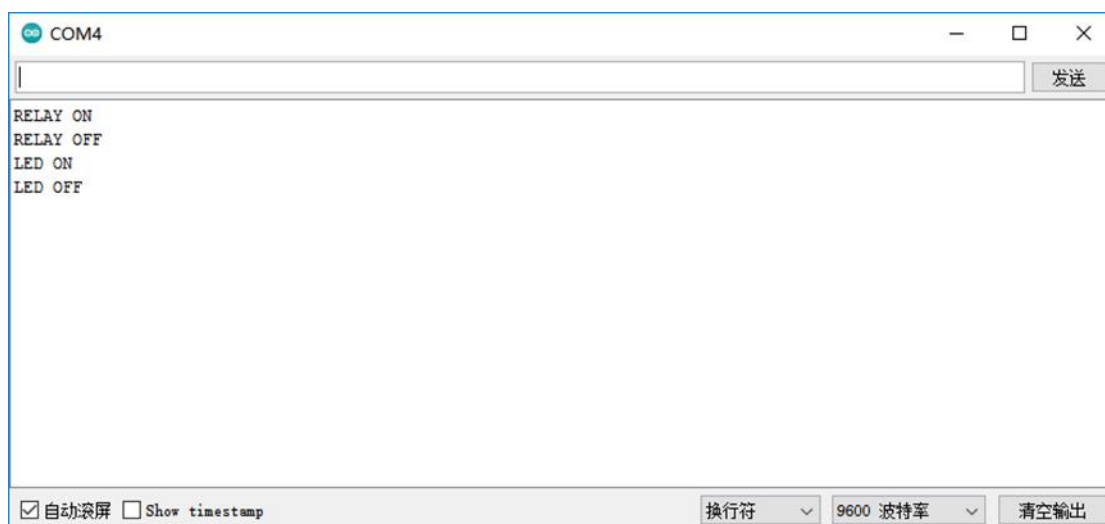 COM4
发送
RELAY ON
RELAY OFF
LED ON
LED OFF
自动滚屏 Show timestamp 换行符 9600 波特率 清空输出